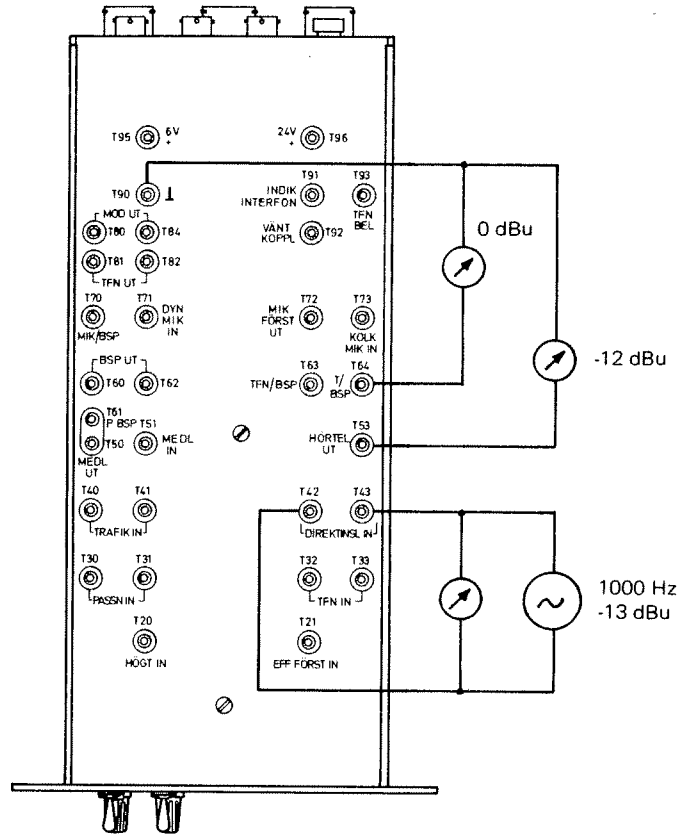 T95 6V +
24V + T96
T90 ⊥
MOD UT
T80 T84
T81 T82
TFN UT
T91
INDIK
INTERFON
T93
TFN
BEL
VÄNT
KOPPL
T92
0 dBu
T70
MIK/BSP
T71
DYN
MIK
IN
T72
MIK
FÖRST
UT
T73
KOLK
MIK IN
BSP UT
T60 T62
T63
TFN/BSP
T64
T/
BSP
-12 dBu
T61
P BSP
T50
MEDL
UT
T51
MEDL
IN
T53
HÖRTEL
UT
T40 T41
TRAFIK IN
T42 T43
DIREKTINSL IN
T30 T31
PASSN IN
T32 T33
TFN IN
1000 Hz
-13 dBu
T20
HÖGT IN
T21
EFF FÖRST IN